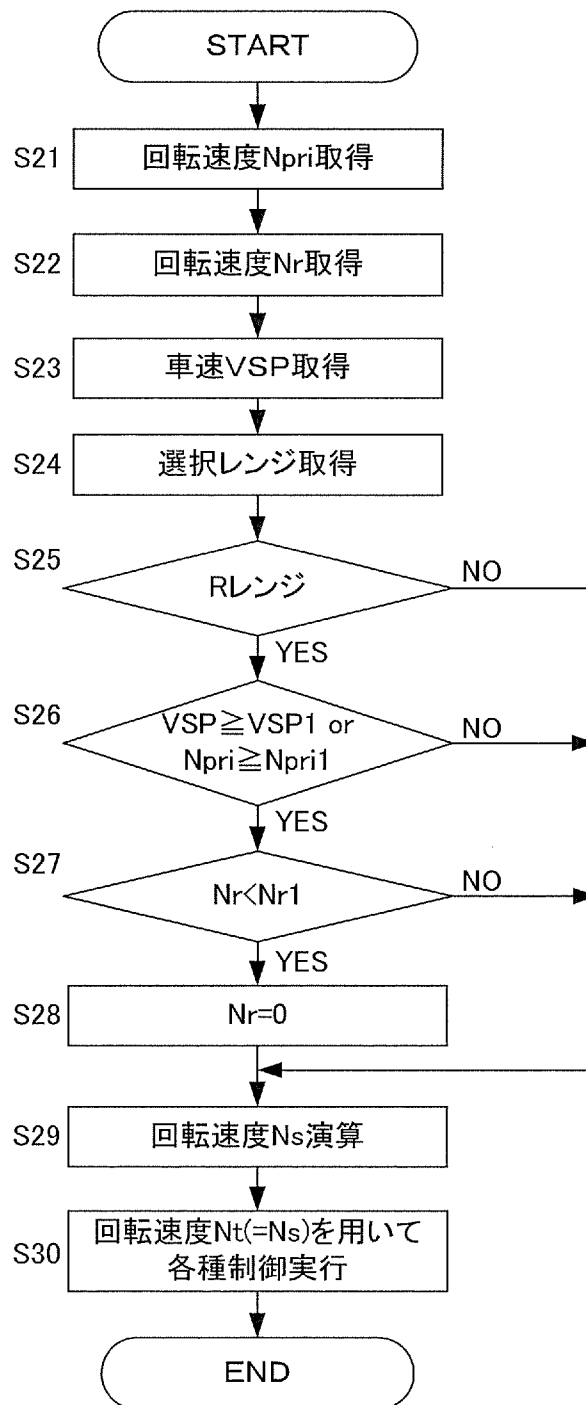 START
S21
回転速度Npri取得
S22
回転速度Nr取得
S23
車速VSP取得
S24
選択レンジ取得
S25
Rレンジ
NO
YES
S26
VSP≧VSP1 or
Npri≧Npri1
NO
YES
S27
Nr<Nr1
NO
YES
S28
Nr=0
S29
回転速度Ns演算
S30
回転速度Nt(=Ns)を用いて
各種制御実行
END